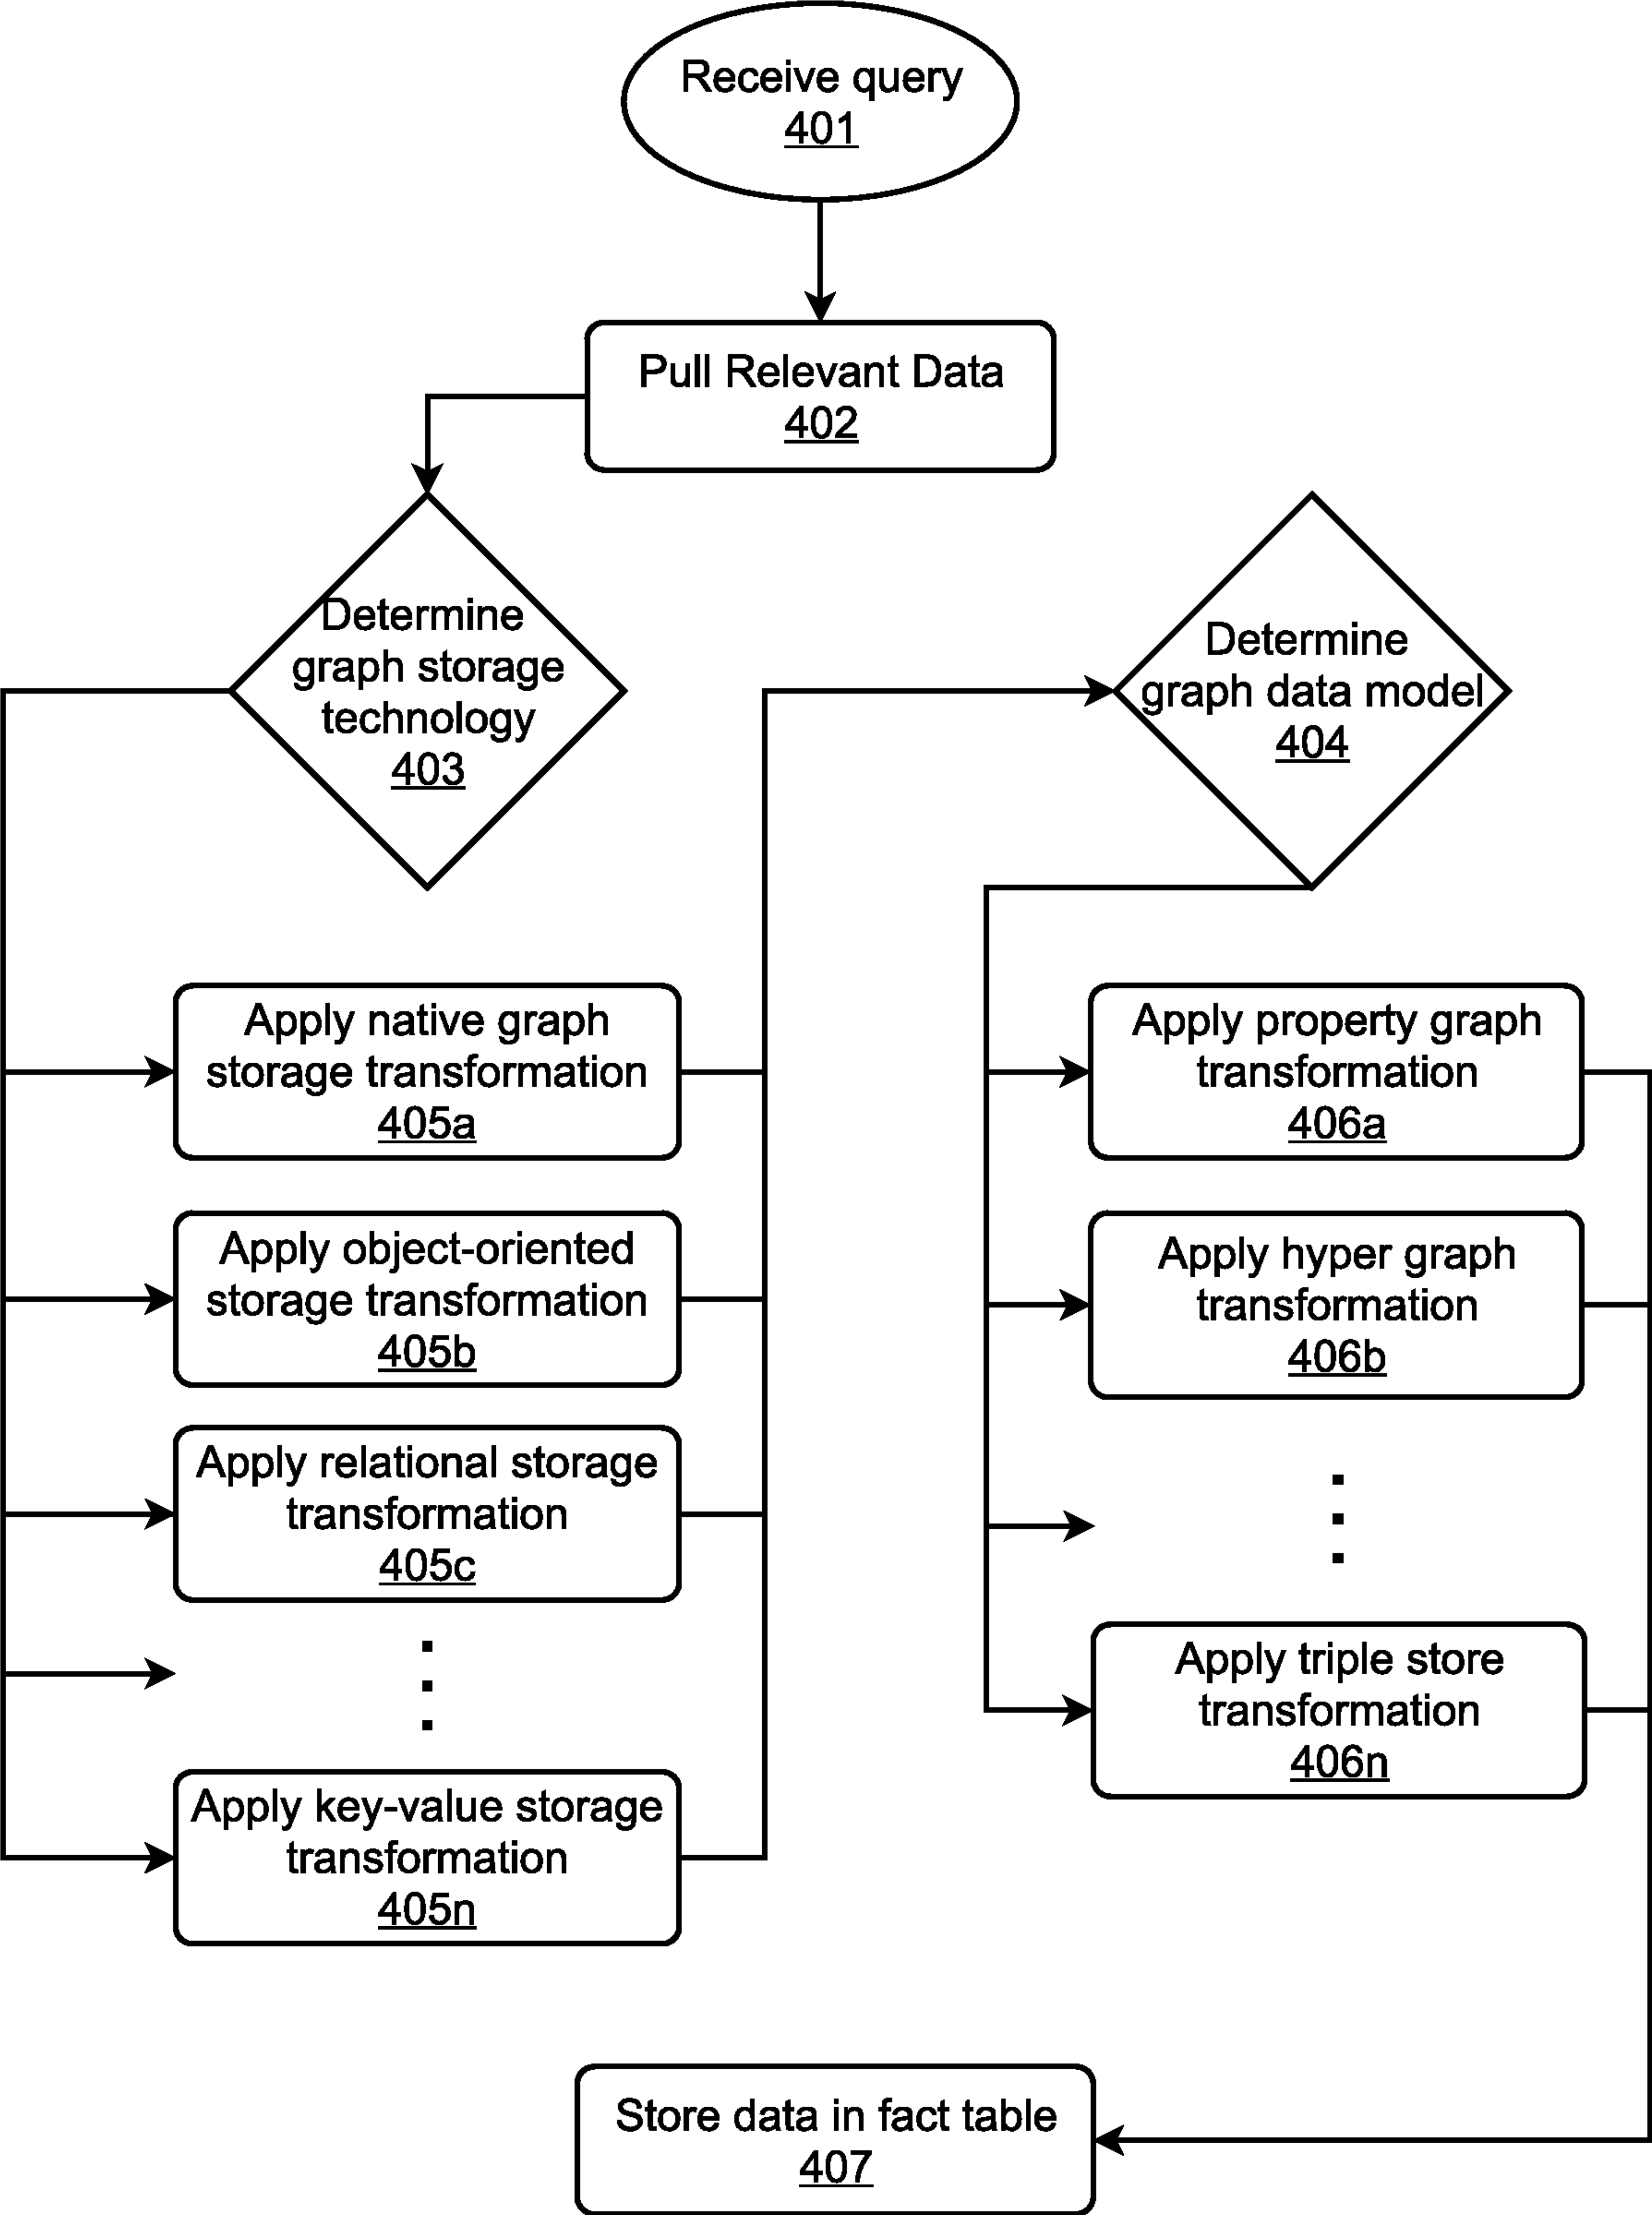 Receive query
401
Pull Relevant Data
402
Determine
graph storage
technology
403
Determine
graph data model
404
Apply native graph
storage transformation
405a
Apply object-oriented
storage transformation
405b
Apply relational storage
transformation
405c
Apply key-value storage
transformation
405n
Apply property graph
transformation
406a
Apply hyper graph
transformation
406b
Apply triple store
transformation
406n
Store data in fact table
407